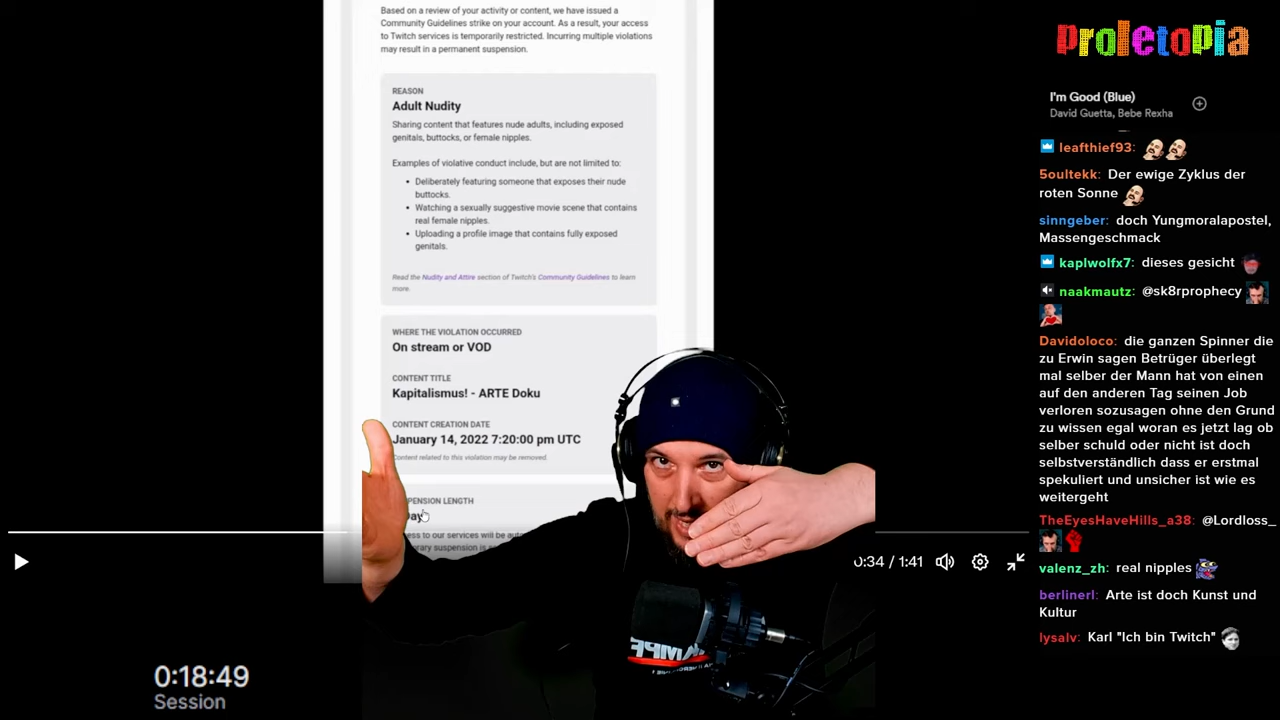 Based on a review of your activity or content, we have issued a
Community Guidelines strike on your account. As a result, your access
to Twitch services is temporarily restricted. Incurring multiple violations
may result in a permanent suspension.
REASON
Adult Nudity
Sharing content that features nude adults, including exposed
genitals, buttocks, or female nipples.
Examples of violative conduct include, but are not limited to:
• Deliberately featuring someone that exposes their nude
buttocks.
• Watching a sexually suggestive movie scene that contains
real female nipples.
• Uploading a profile image that contains fully exposed
genitals.
Read the Nudity and Attire section of Twitch's Community Guidelines to learn
more.
WHERE THE VIOLATION OCCURRED
On stream or VOD
CONTENT TITLE
Kapitalismus! - ARTE Doku
CONTENT CREATION DATE
January 14, 2022 7:20:00 pm UTC
Content related to this violation may be removed.
PENSION LENGTH
Day
ess to our services will be aut
orary suspension is
0:34 / 1:41
0:18:49
Session
proletopia
I'm Good (Blue)
David Guetta, Bebe Rexha
leafthief93:
5oultekk: Der ewige Zyklus der
roten Sonne
sinngeber: doch Yungmoralapostel,
Massengeschmack
kaplwolfx7: dieses gesicht
naakmautz: @sk8rprophecy
Davidoloco: die ganzen Spinner die
zu Erwin sagen Betrüger überlegt
mal selber der Mann hat von einen
auf den anderen Tag seinen Job
verloren sozusagen ohne den Grund
zu wissen egal woran es jetzt lag ob
selber schuld oder nicht ist doch
selbstverständlich dass er erstmal
spekuliert und unsicher ist wie es
weitergeht
TheEyesHaveHills_a38: @Lordloss_
valenz_zh: real nipples
berlinerl: Arte ist doch Kunst und
Kultur
lysalv: Karl "Ich bin Twitch"